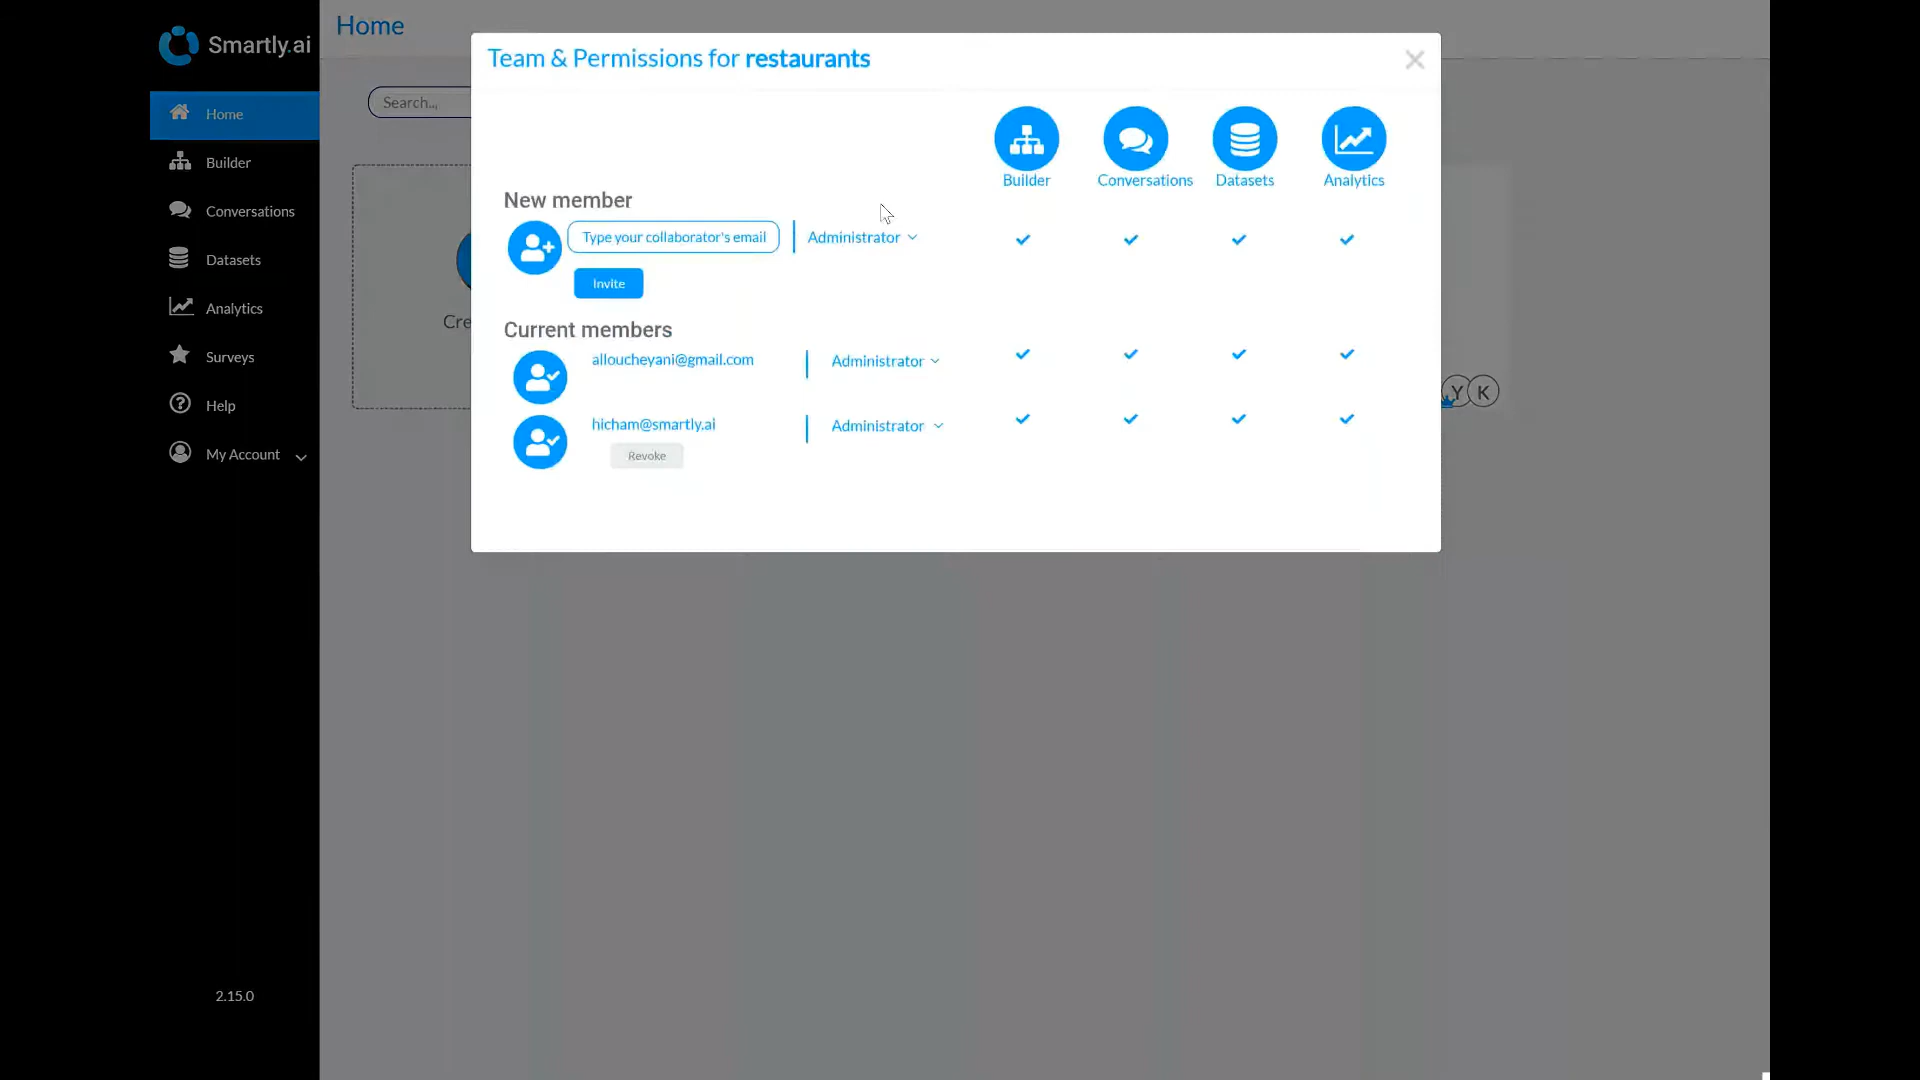 Smartly.ai
Home
Home
Builder
Conversations
Datasets
Analytics
Surveys
Help
My Account
2.15.0
Search...
Cre
Team & Permissions for restaurants
Builder
Conversations
Datasets
Analytics
New member
Type your collaborator's email
Administrator
Invite
Current members
alloucheyani@gmail.com
Administrator
hicham@smartly.ai
Administrator
Revoke
Y
K